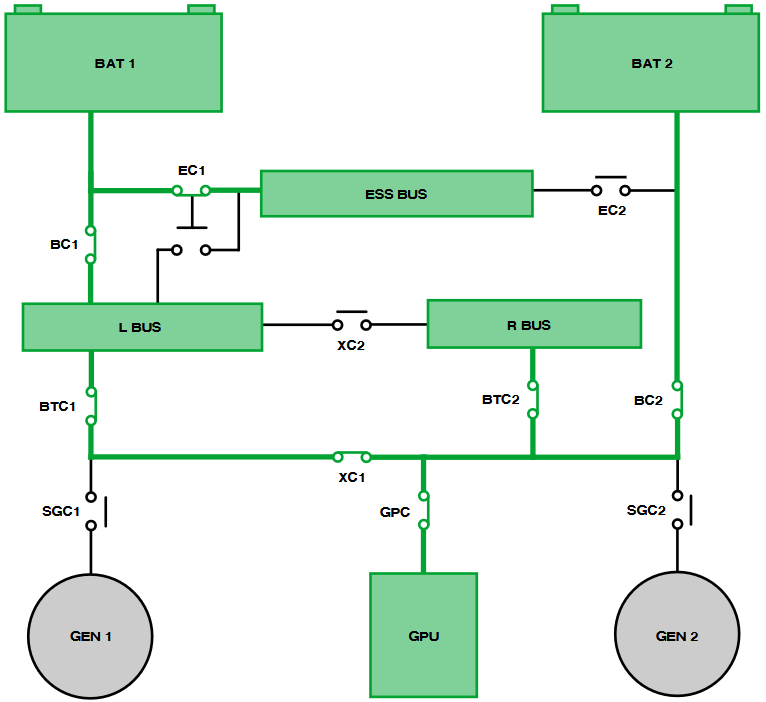 BAT 1
BAT 2
EC1
ESS BUS
EC2
BC1
L BUS
R BUS
XC2
BTC1
BTC2
BC2
XC1
SGC1
GPC
SGC2
GEN 1
GPU
GEN 2